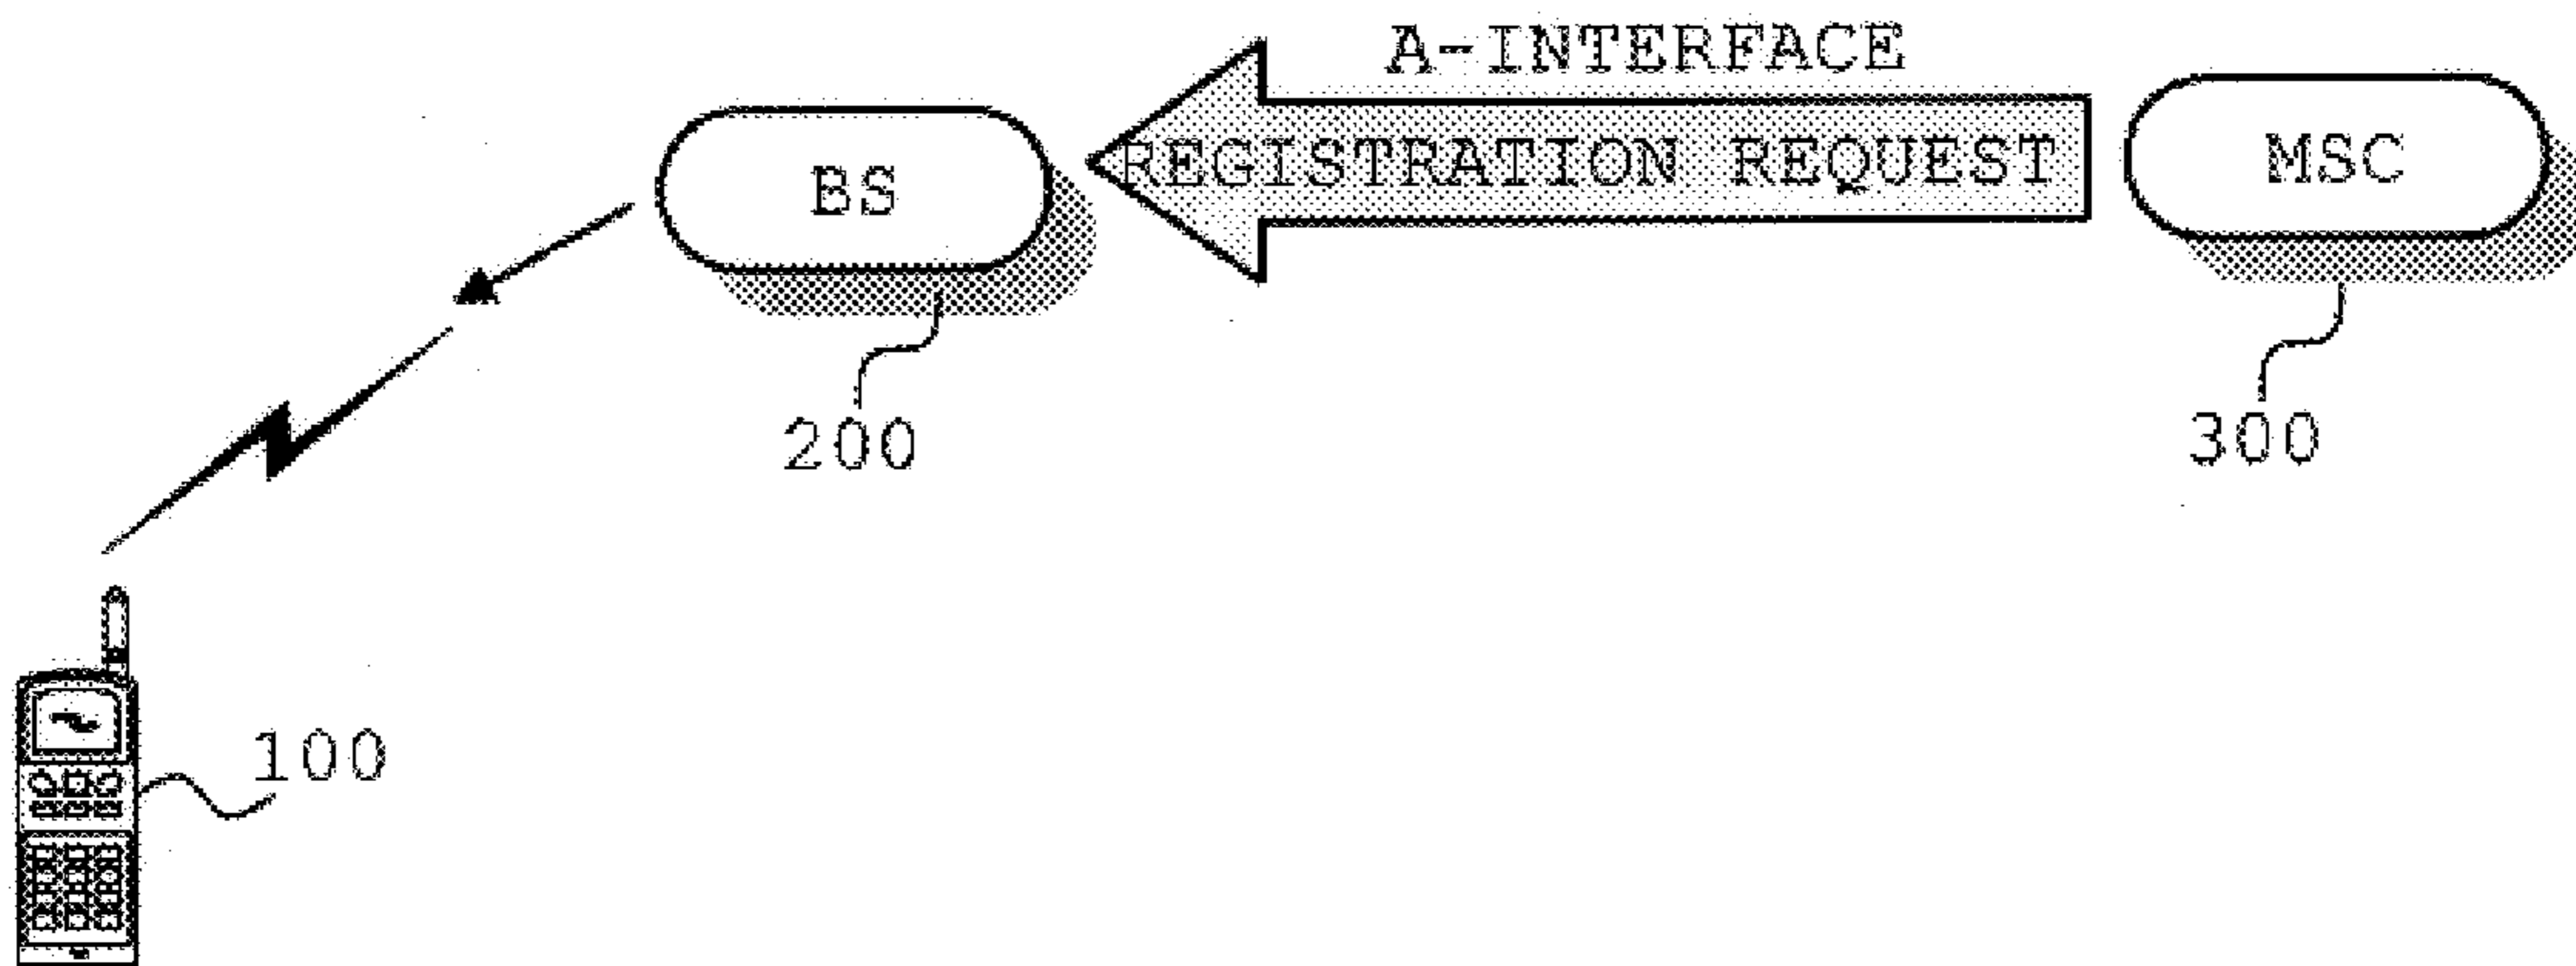 A-INTERFACE
REGISTRATION REQUEST
MSC
BS
200
300
100